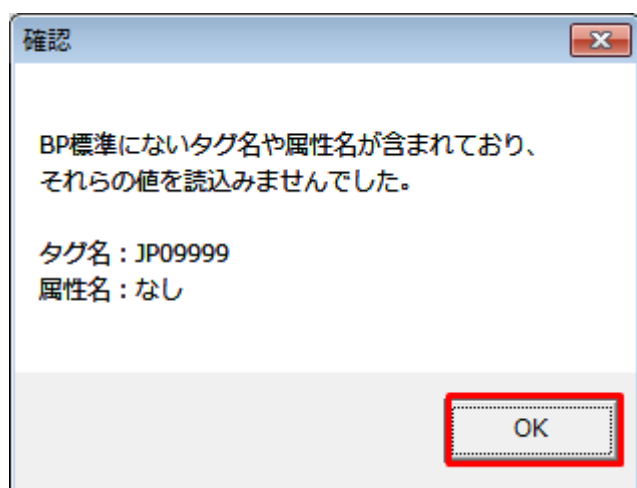 確認
BP標準にないタグ名や属性名が含まれており、
それらの値を読込みませんでした。
タグ名：JP09999
属性名：なし
OK